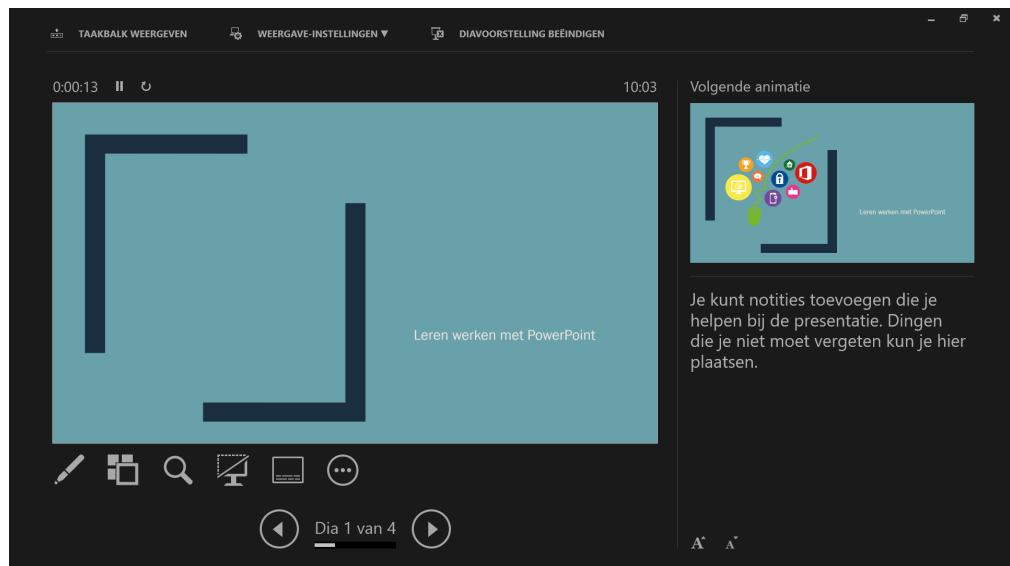 TAAKBALK WEERGEVEN
WEERGAVE-INSTELLINGEN ▼
DIAVOORSTELLING BEËINDIGEN
0:00:13
10:03
Leren werken met PowerPoint
Dia 1 van 4
Volgende animatie
Leren werken met PowerPoint
Je kunt notities toevoegen die je
helpen bij de presentatie. Dingen
die je niet moet vergeten kun je hier
plaatsen.
A A